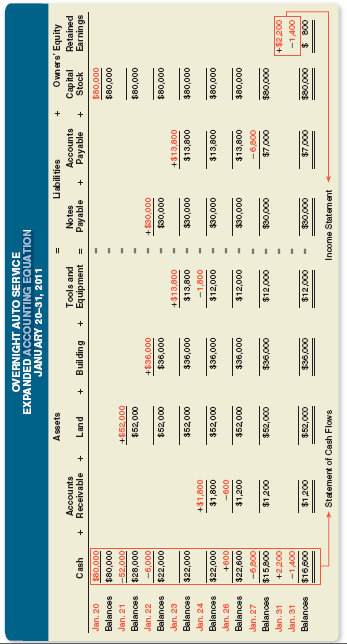 OVERNIGHT AUTO SERVICE
EXPANDED ACCOUNTING EQUATION
JANUARY 20–31, 2011
Assets = Liabilities + Owners' Equity
Cash + Accounts Receivable + Land + Building + Tools and Equipment = Notes Payable + Accounts Payable + Capital Stock + Retained Earnings
Jan. 20 $80,000 $80,000
Balances $80,000 $80,000
Jan. 21 –52,000 +$52,000
Balances $28,000 $52,000 $80,000
Jan. 22 –6,000 +$36,000 +$30,000
Balances $22,000 $52,000 $36,000 $30,000 $80,000
Jan. 23 +$13,800 +$13,800
Balances $22,000 $52,000 $36,000 $13,800 $30,000 $13,800 $80,000
Jan. 24 +$1,800 –1,800
Balances $22,000 $1,800 $52,000 $36,000 $12,000 $30,000 $13,800 $80,000
Jan. 26 +600 –600
Balances $22,600 $1,200 $52,000 $36,000 $12,000 $30,000 $13,800 $80,000
Jan. 27 –6,800 –6,800
Balances $15,800 $1,200 $52,000 $36,000 $12,000 $30,000 $7,000 $80,000
Jan. 31 +2,200 +$2,200
Jan. 31 –1,400 –1,400
Balances $16,600 $1,200 $52,000 $36,000 $12,000 $30,000 $7,000 $80,000 $ 800
Statement of Cash Flows Income Statement